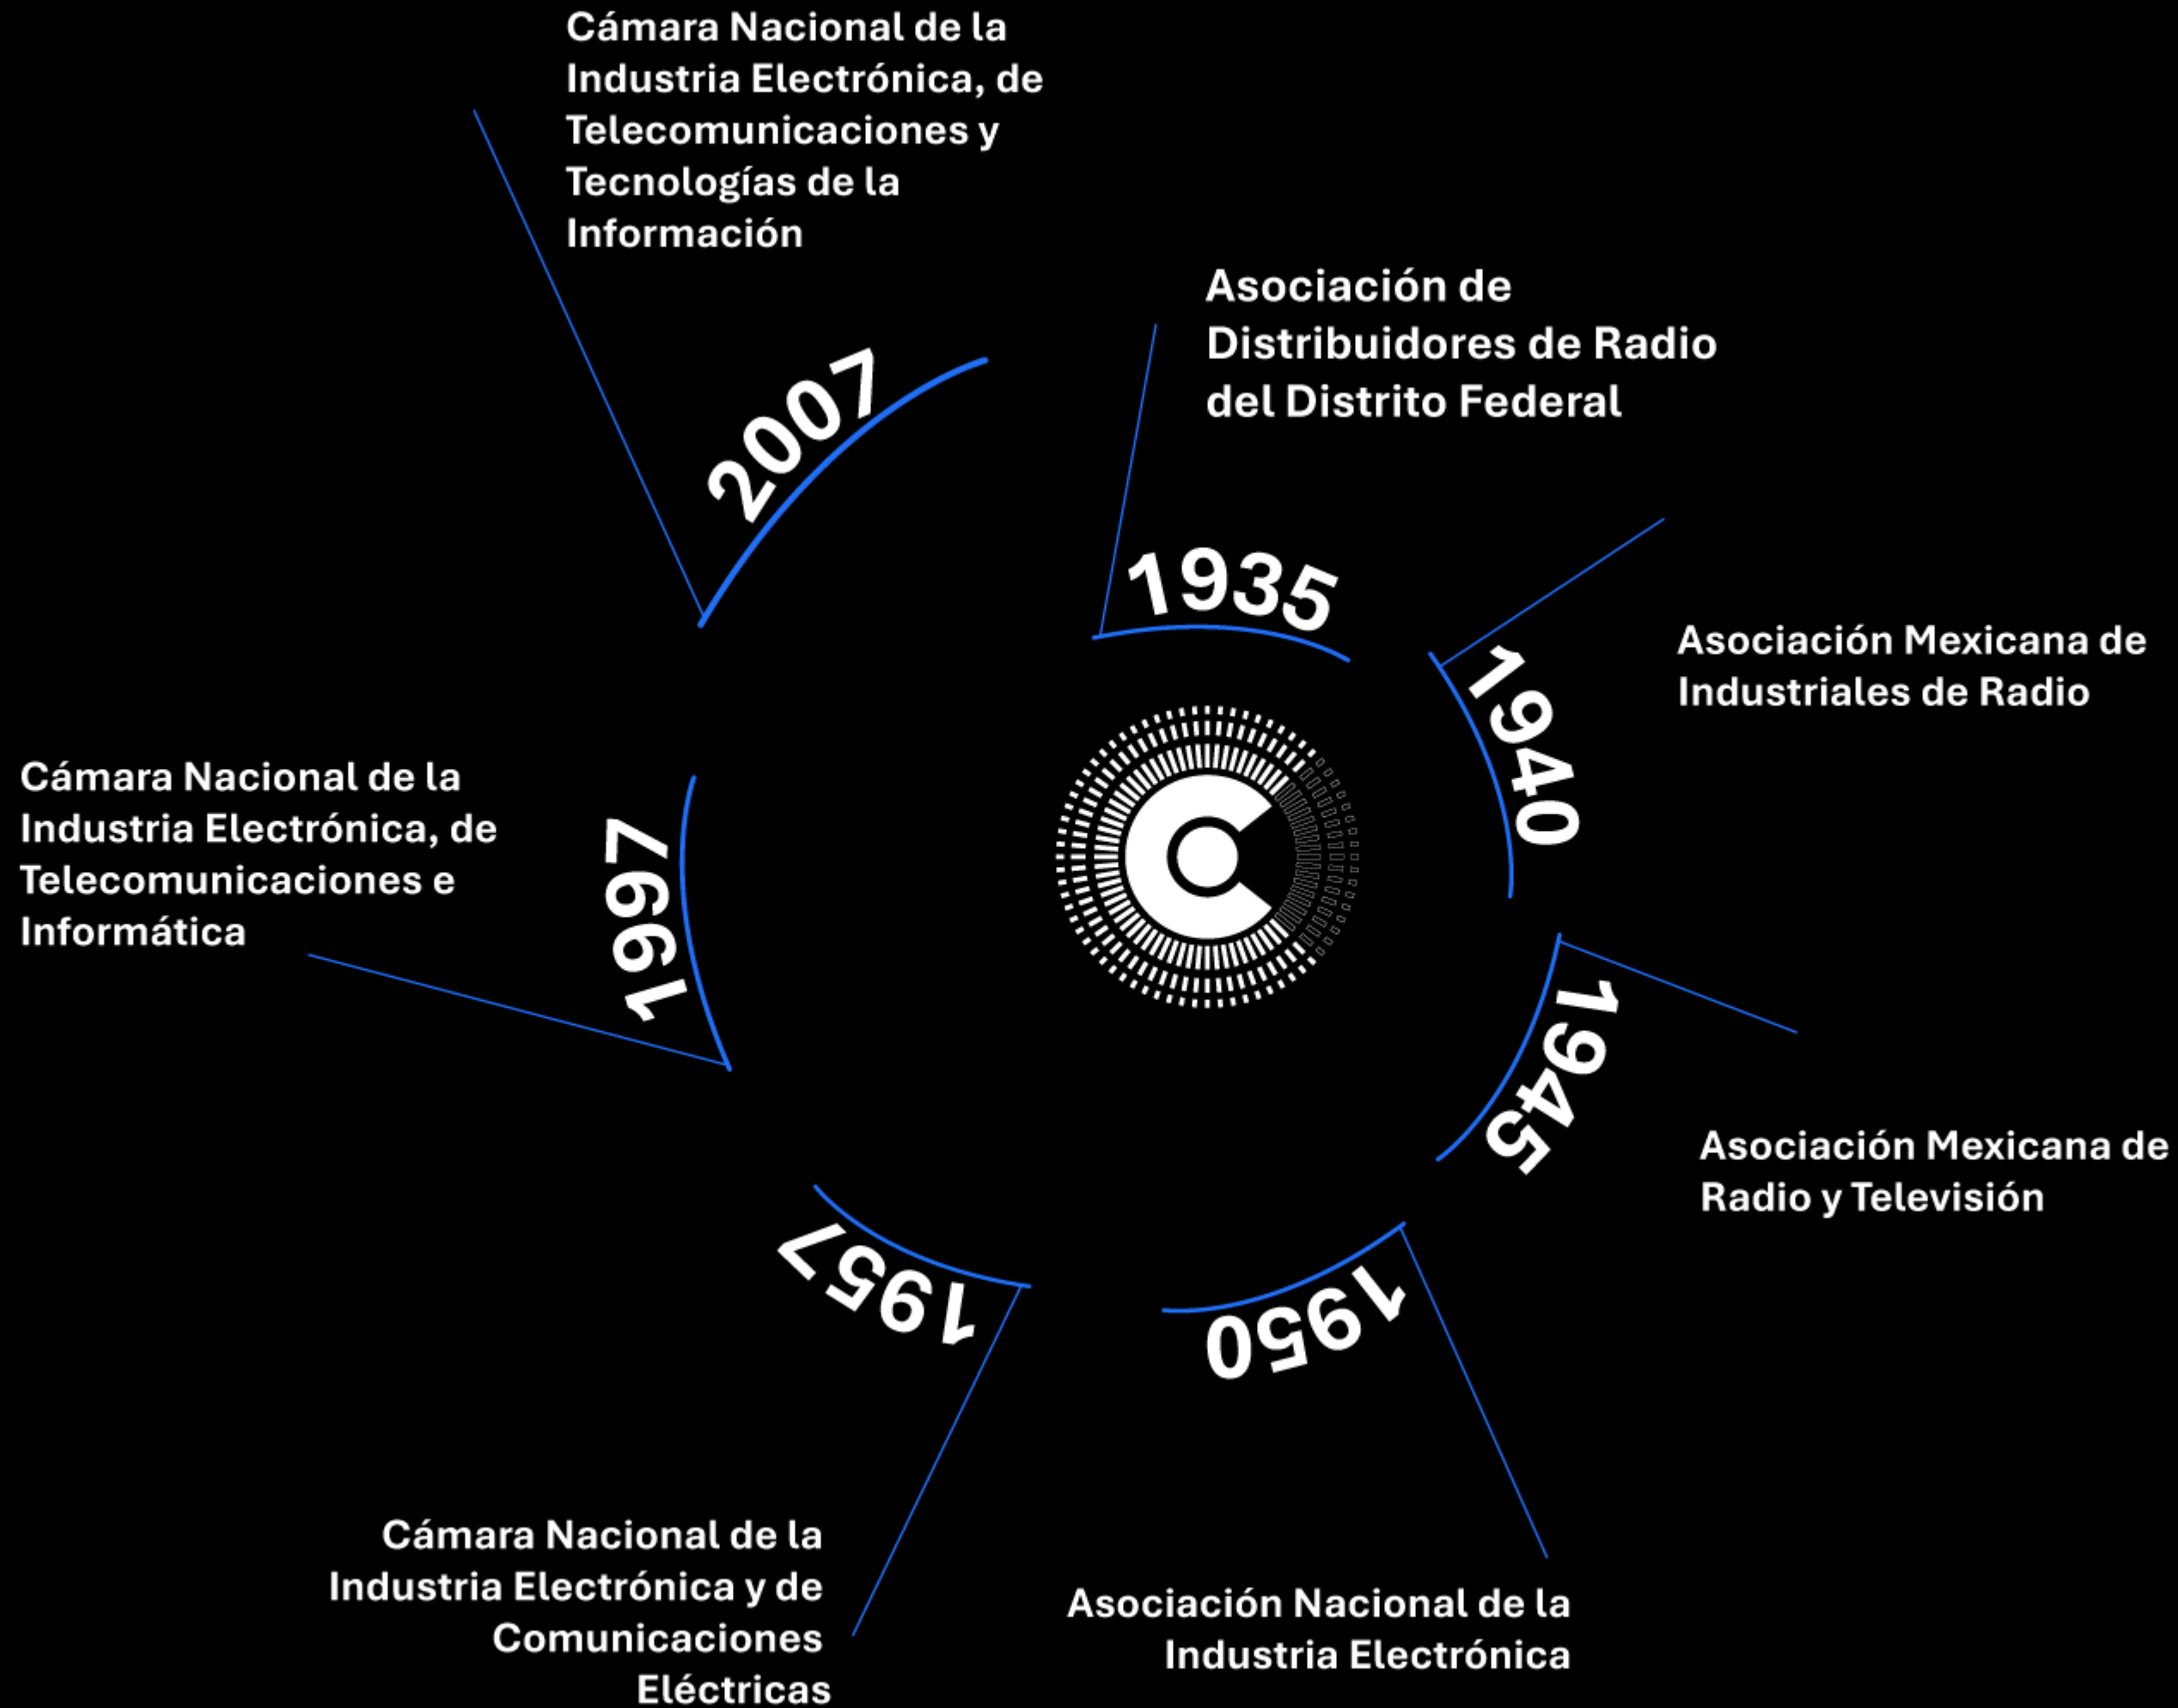 Cámara Nacional de la
Industria Electrónica, de
Telecomunicaciones y
Tecnologías de la
Información
2007
Asociación de
Distribuidores de Radio
del Distrito Federal
1935
Asociación Mexicana de
Industriales de Radio
1940
Asociación Mexicana de
Radio y Televisión
1945
Asociación Nacional de la
Industria Electrónica
1950
Cámara Nacional de la
Industria Electrónica y de
Comunicaciones
Eléctricas
1957
Cámara Nacional de la
Industria Electrónica, de
Telecomunicaciones e
Informática
1997